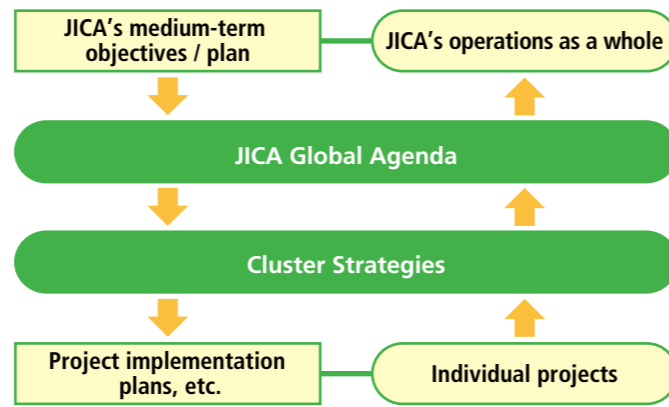 JICA's medium-term
objectives / plan
JICA's operations as a whole
JICA Global Agenda
Cluster Strategies
Project implementation
plans, etc.
Individual projects